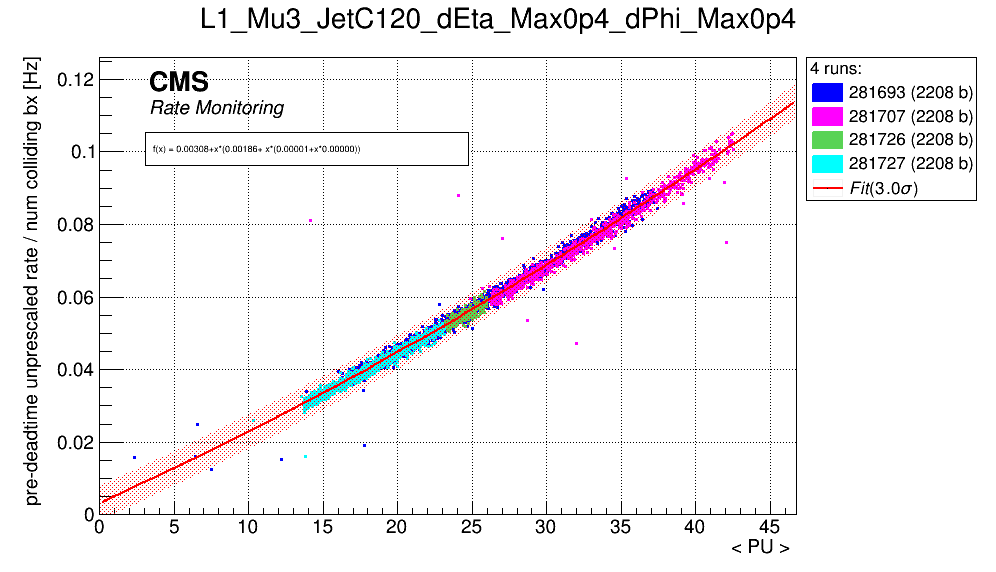 L1_Mu3_JetC120_dEta_Max0p4_dPhi_Max0p4
pre-deadtime unprescaled rate / num colliding bx [Hz]
0.12
0.1
0.08
0.06
0.04
0.02
0
CMS
Rate Monitoring
f(x) = 0.00308+x*(0.00186+ x*(0.00001+x*0.00000))
0 5 10 15 20 25 30 35 40 45
< PU >
4 runs:
281693 (2208 b)
281707 (2208 b)
281726 (2208 b)
281727 (2208 b)
Fit(3.0σ)